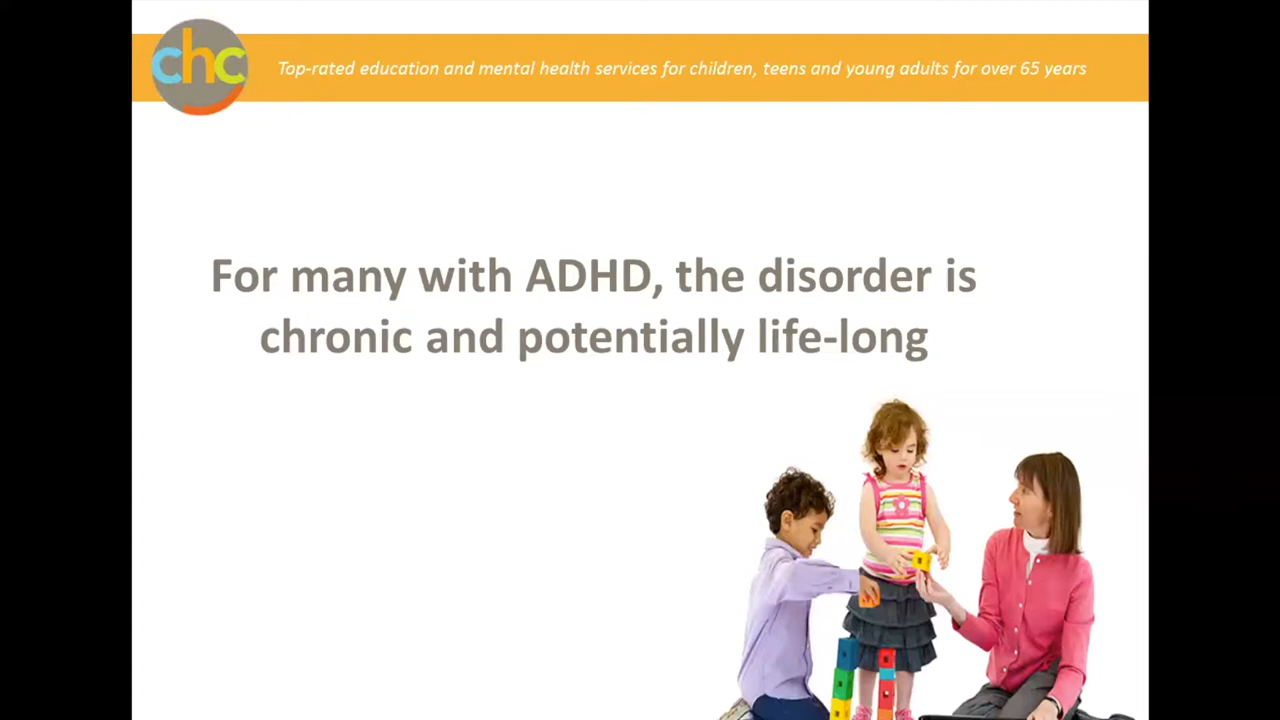 chc
Top-rated education and mental health services for children, teens and young adults for over 65 years
For many with ADHD, the disorder is
chronic and potentially life-long